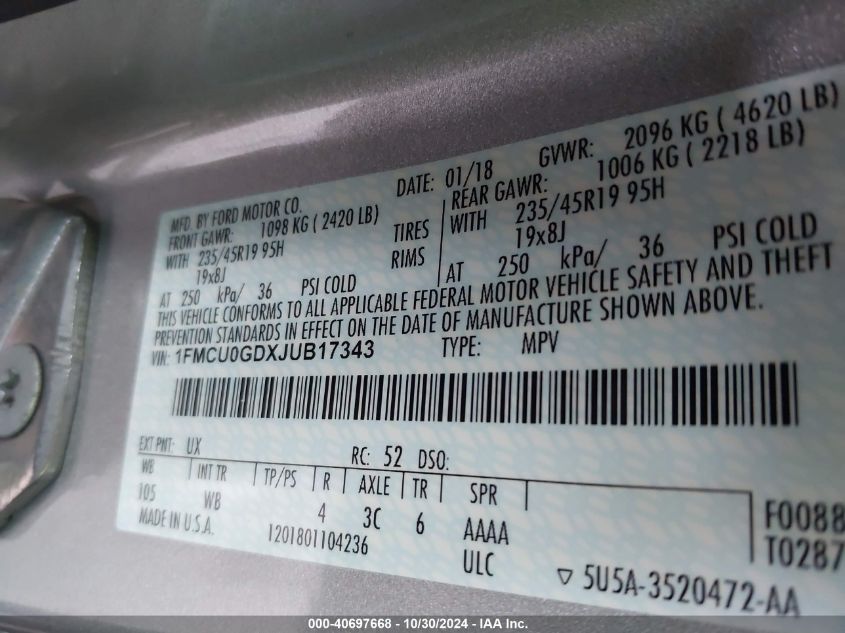 MFD. BY FORD MOTOR CO. DATE: 01/18 GVWR: 2096 KG ( 4620 LB)
FRONT GAWR: 1098 KG ( 2420 LB) REAR GAWR: 1006 KG ( 2218 LB)
WITH 235/45R19 95H TIRES WITH 235/45R19 95H
19x8J RIMS 19x8J
AT 250 kPa/ 36 PSI COLD AT 250 kPa/ 36 PSI COLD
THIS VEHICLE CONFORMS TO ALL APPLICABLE FEDERAL MOTOR VEHICLE SAFETY AND THEFT
PREVENTION STANDARDS IN EFFECT ON THE DATE OF MANUFACTURE SHOWN ABOVE.
VIN: 1FMCU0GDXJUB17343 TYPE: MPV
EXT PNT: UX RC: 52 DSO:
WB INT TR TP/PS R AXLE TR SPR
105 WB 4 3C 6 AAAA F0088
MADE IN U.S.A. 1201801104236 ULC T0287
▽ 5U5A-3520472-AA
000-40697668 - 10/30/2024 - IAA Inc.